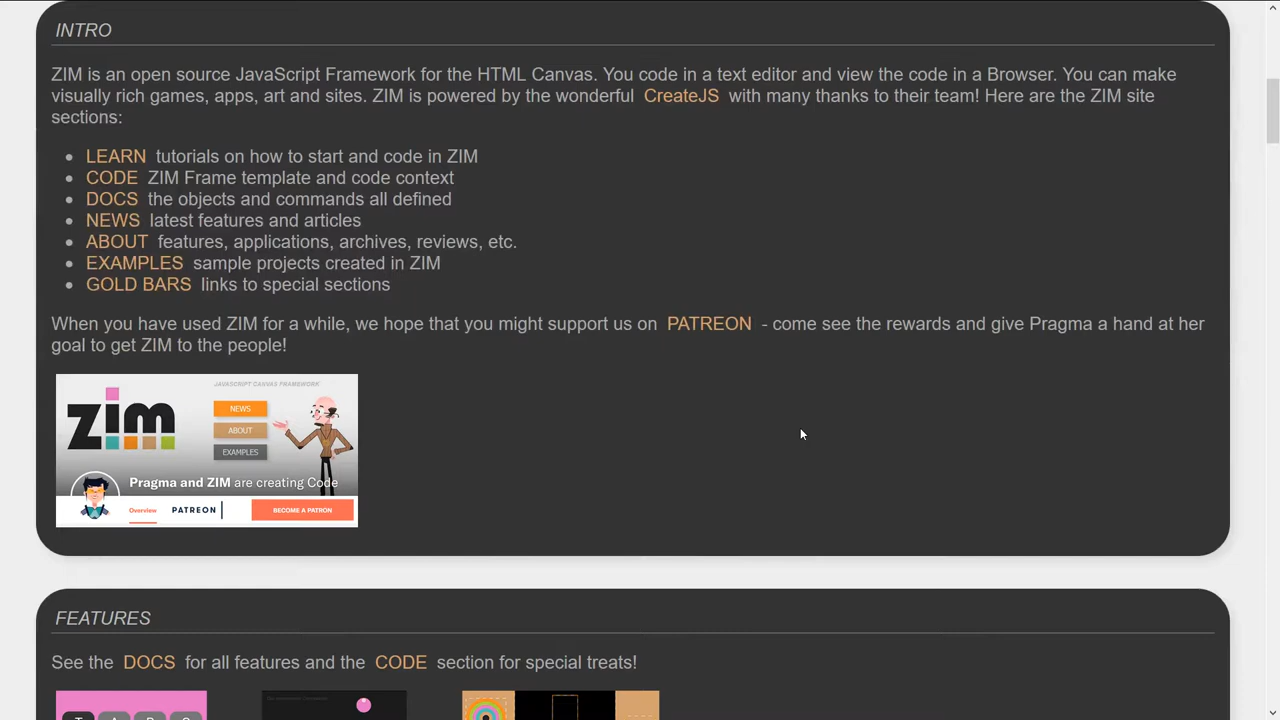 INTRO
ZIM is an open source JavaScript Framework for the HTML Canvas. You code in a text editor and view the code in a Browser. You can make
visually rich games, apps, art and sites. ZIM is powered by the wonderful CreateJS with many thanks to their team! Here are the ZIM site
sections:
LEARN tutorials on how to start and code in ZIM
CODE ZIM Frame template and code context
DOCS the objects and commands all defined
NEWS latest features and articles
ABOUT features, applications, archives, reviews, etc.
EXAMPLES sample projects created in ZIM
GOLD BARS links to special sections
When you have used ZIM for a while, we hope that you might support us on PATREON - come see the rewards and give Pragma a hand at her
goal to get ZIM to the people!
JAVASCRIPT CANVAS FRAMEWORK
zim
NEWS
ABOUT
EXAMPLES
Pragma and ZIM are creating Code
Overview PATREON BECOME A PATRON
FEATURES
See the DOCS for all features and the CODE section for special treats!